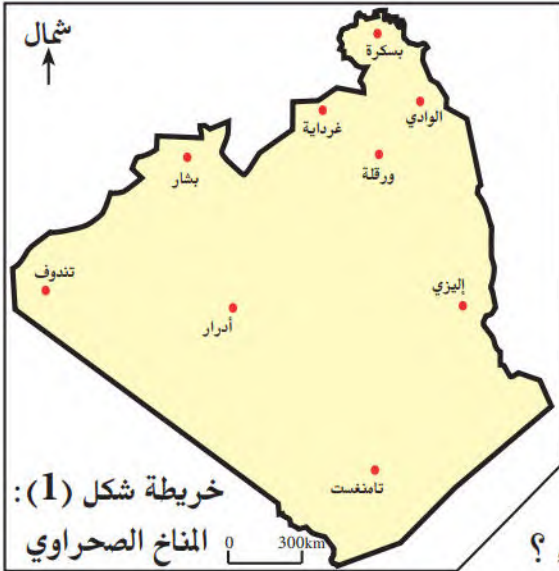 شمال
بسكرة
الوادي
غرداية
ورقلة
بشار
تندوف
إليزي
أدرار
تامنغست
خريطة شكل (1):
المناخ الصحراوي
0 300km
؟